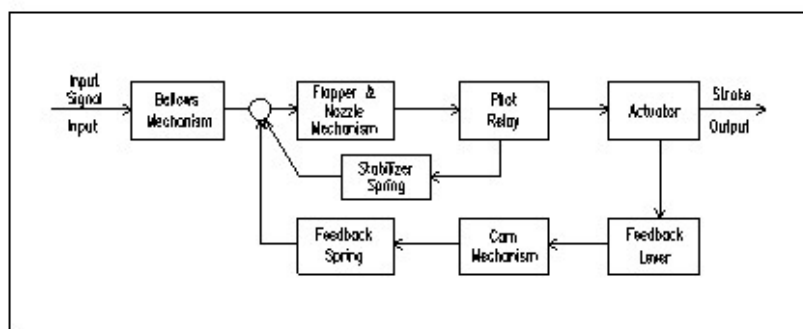 Input
Signal
Input
Bellows
Mechanism
Flapper &
Nozzle
Mechanism
Pilot
Relay
Actuator
Stroke
Output
Stabilizer
Spring
Feedback
Spring
Cam
Mechanism
Feedback
Lever